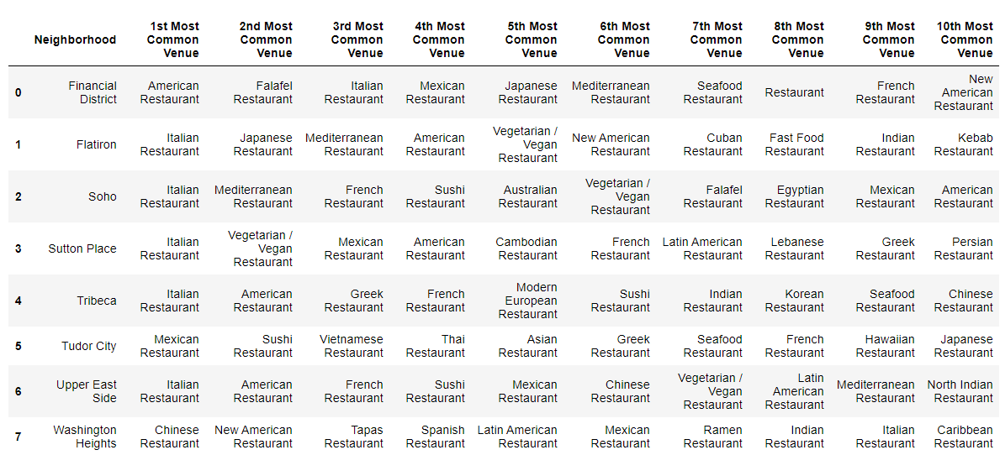 Neighborhood 1st Most Common Venue 2nd Most Common Venue 3rd Most Common Venue 4th Most Common Venue 5th Most Common Venue 6th Most Common Venue 7th Most Common Venue 8th Most Common Venue 9th Most Common Venue 10th Most Common Venue
0 Financial District American Restaurant Falafel Restaurant Italian Restaurant Mexican Restaurant Japanese Restaurant Mediterranean Restaurant Seafood Restaurant Restaurant French Restaurant New American Restaurant
1 Flatiron Italian Restaurant Japanese Restaurant Mediterranean Restaurant American Restaurant Vegetarian / Vegan Restaurant New American Restaurant Cuban Restaurant Fast Food Restaurant Indian Restaurant Kebab Restaurant
2 Soho Italian Restaurant Mediterranean Restaurant French Restaurant Sushi Restaurant Australian Restaurant Vegetarian / Vegan Restaurant Falafel Restaurant Egyptian Restaurant Mexican Restaurant American Restaurant
3 Sutton Place Italian Restaurant Vegetarian / Vegan Restaurant Mexican Restaurant American Restaurant Cambodian Restaurant French Restaurant Latin American Restaurant Lebanese Restaurant Greek Restaurant Persian Restaurant
4 Tribeca Italian Restaurant American Restaurant Greek Restaurant French Restaurant Modern European Restaurant Sushi Restaurant Indian Restaurant Korean Restaurant Seafood Restaurant Chinese Restaurant
5 Tudor City Mexican Restaurant Sushi Restaurant Vietnamese Restaurant Thai Restaurant Asian Restaurant Greek Restaurant Seafood Restaurant French Restaurant Hawaiian Restaurant Japanese Restaurant
6 Upper East Side Italian Restaurant American Restaurant French Restaurant Sushi Restaurant Mexican Restaurant Chinese Restaurant Vegetarian / Vegan Restaurant Latin American Restaurant Mediterranean Restaurant North Indian Restaurant
7 Washington Heights Chinese Restaurant New American Restaurant Tapas Restaurant Spanish Restaurant Latin American Restaurant Mexican Restaurant Ramen Restaurant Indian Restaurant Italian Restaurant Caribbean Restaurant